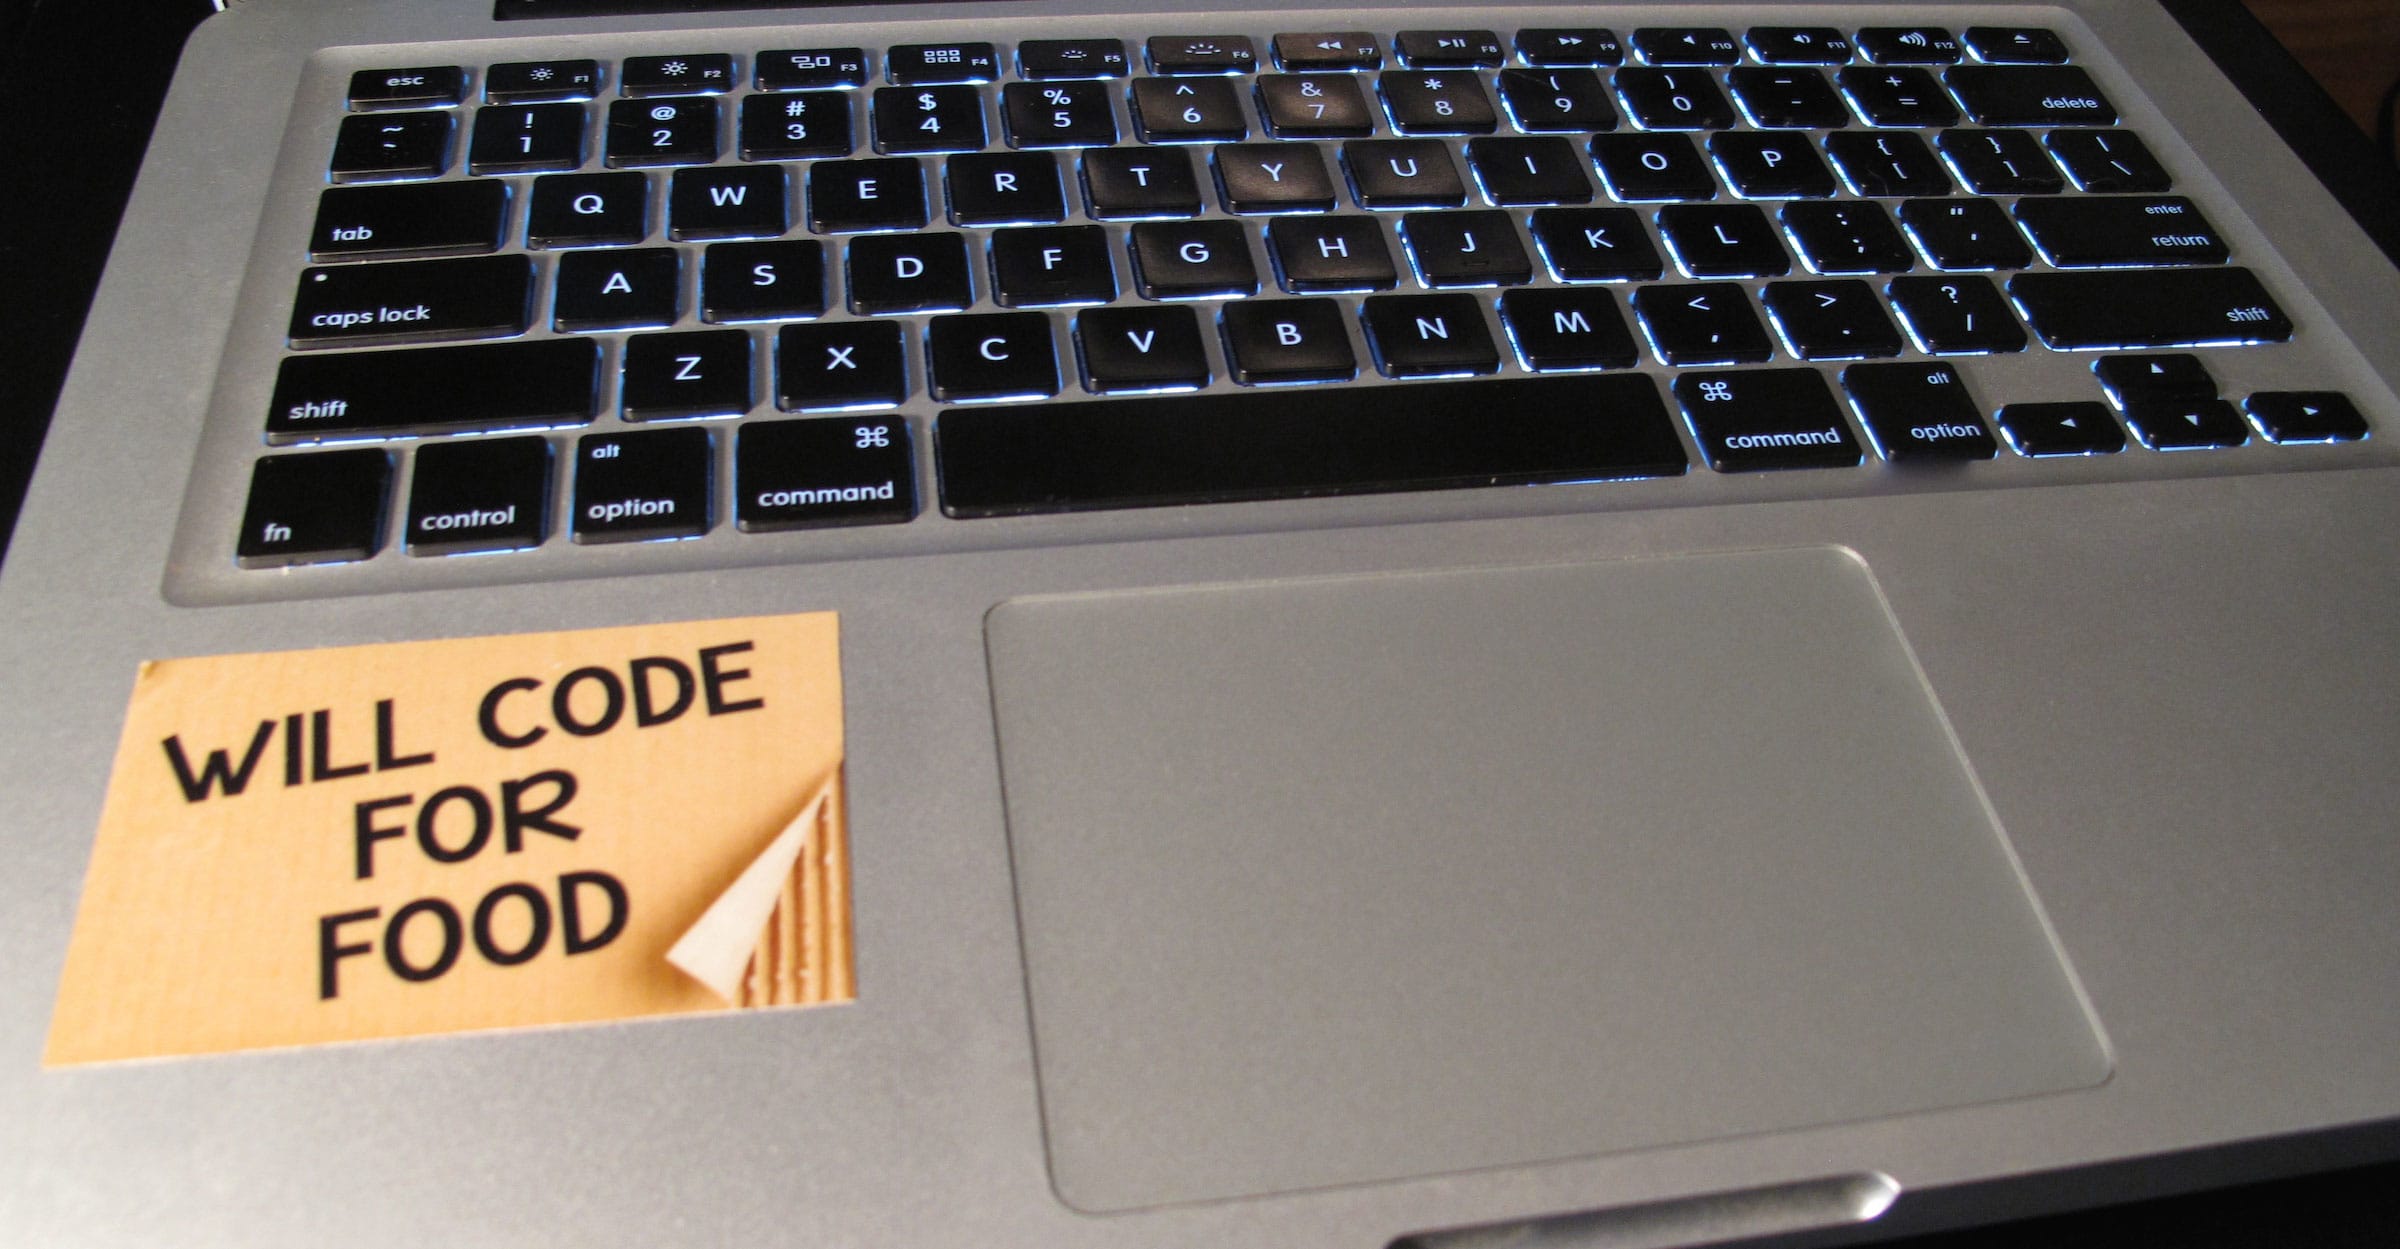 esc F1 F2 F3 F4 F5 F6 F7 F8 F9 F10 F11 F12
~ ! @ # $ % ^ & * ( ) _ +
` 1 2 3 4 5 6 7 8 9 0 - = delete
tab Q W E R T Y U I O P { [ } ] | \
caps lock A S D F G H J K L : ; " ' enter return
shift Z X C V B N M < , > . ? / shift
fn control alt option ⌘ command ⌘ command alt option
WILL CODE
FOR
FOOD